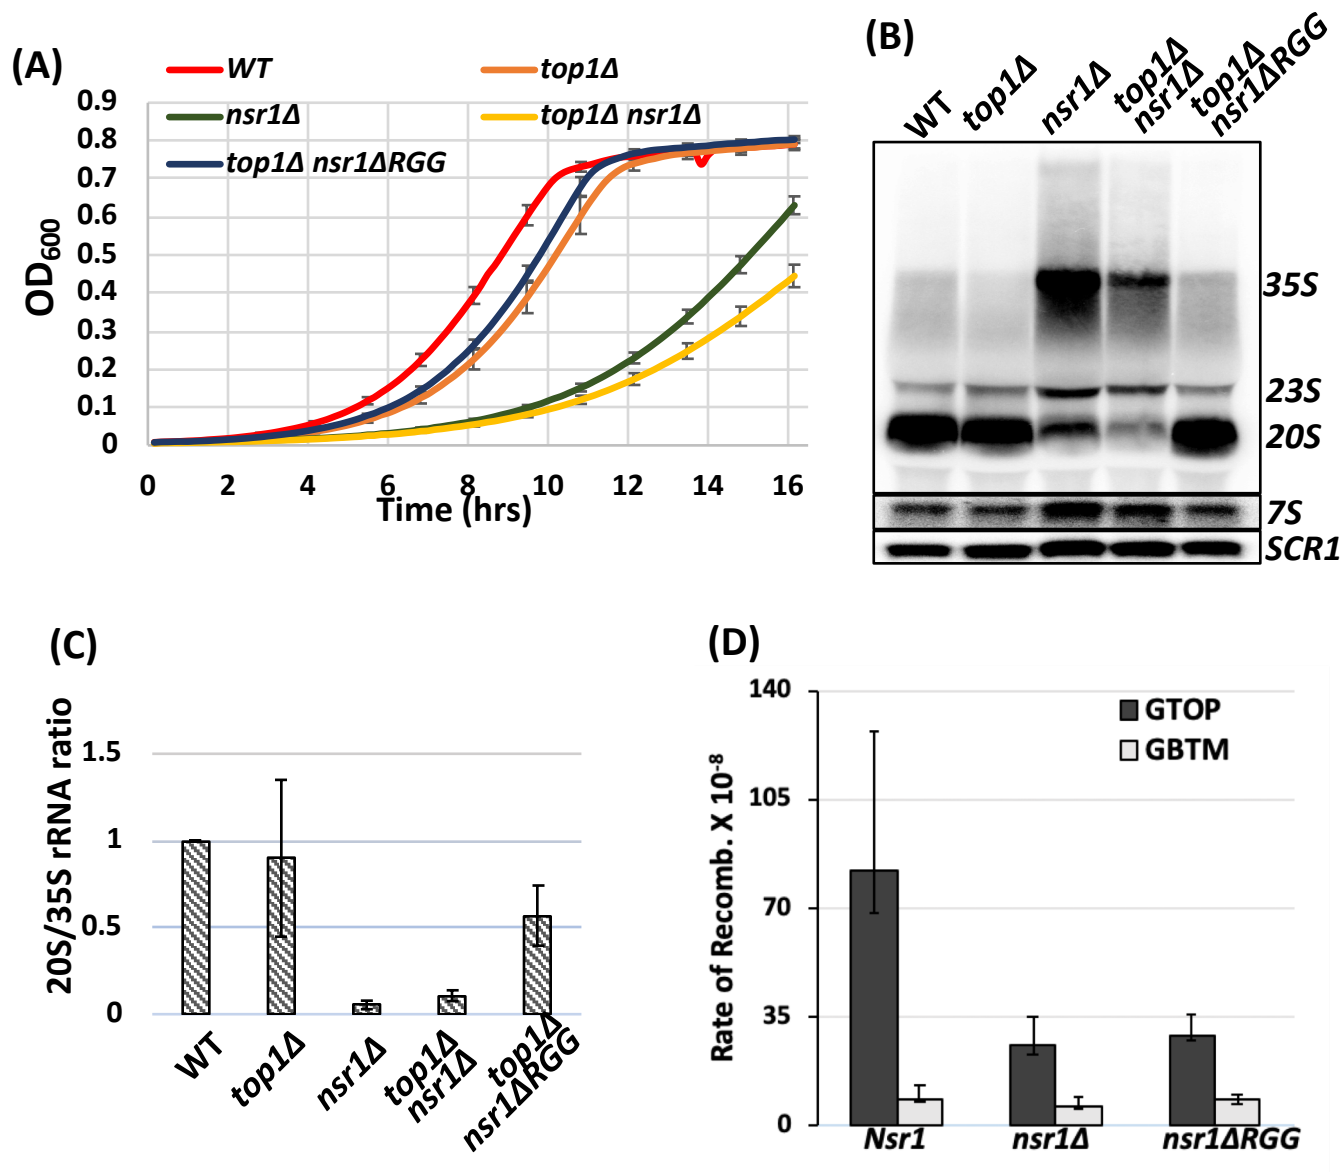 (A)
WT
top1Δ
nsr1Δ
top1Δ nsr1Δ
top1Δ nsr1ΔRGG
OD600
0.9
0.8
0.7
0.6
0.5
0.4
0.3
0.2
0.1
0
0 2 4 6 8 10 12 14 16
Time (hrs)
(B)
WT
top1Δ
nsr1Δ
top1Δ
nsr1Δ
top1Δ
nsr1ΔRGG
35S
23S
20S
7S
SCR1
(C)
20S/35S rRNA ratio
1.5
1
0.5
0
WT
top1Δ
nsr1Δ
top1Δ
nsr1Δ
top1Δ
nsr1ΔRGG
(D)
Rate of Recomb. X 10-8
140
105
70
35
0
GTOP
GBTM
Nsr1
nsr1Δ
nsr1ΔRGG